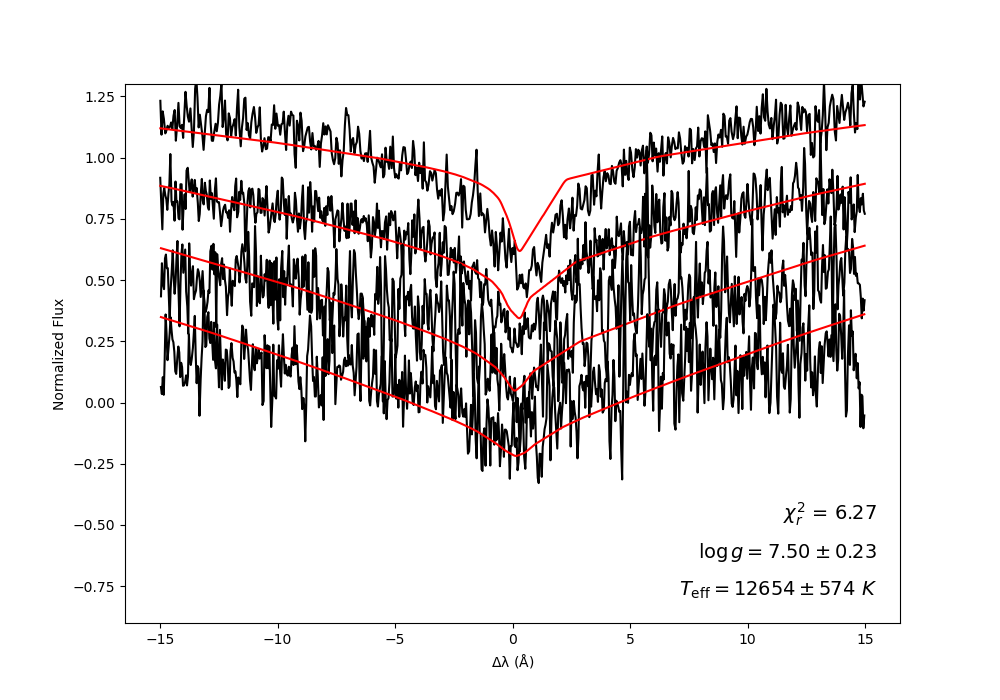 1.25
1.00
0.75
0.50
0.25
0.00
−0.25
−0.50
−0.75
Normalized Flux
χ²ᵣ = 6.27
log g = 7.50 ± 0.23
T_eff = 12654 ± 574 K
−15 −10 −5 0 5 10 15
Δλ (Å)